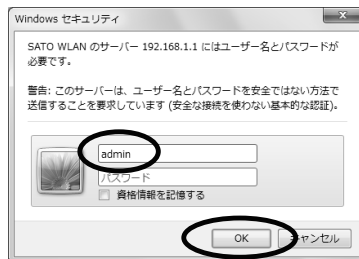 Windows セキュリティ
SATO WLAN のサーバー 192.168.1.1 にはユーザー名とパスワードが
必要です。
警告: このサーバーは、ユーザー名とパスワードを安全ではない方法で
送信することを要求しています (安全な接続を使わない基本的な認証)。
admin
パスワード
資格情報を記憶する
OK
キャンセル